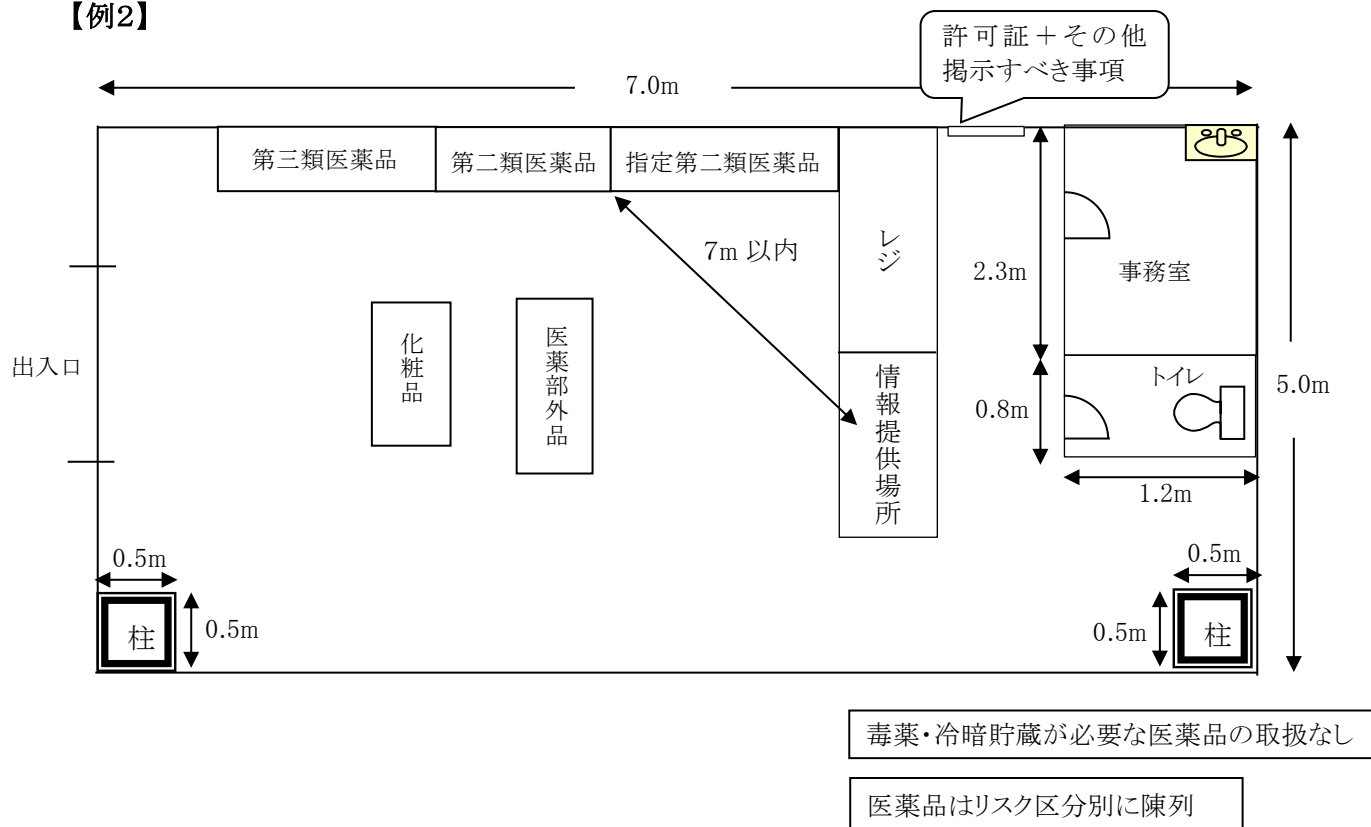 【例2】
許可証＋その他
掲示すべき事項
7.0m
第三類医薬品
第二類医薬品
指定第二類医薬品
レジ
7m 以内
2.3m
事務室
化粧品
医薬部外品
出入口
情報提供場所
トイレ
0.8m
5.0m
1.2m
0.5m
柱
0.5m
0.5m
0.5m
柱
毒薬・冷暗貯蔵が必要な医薬品の取扱なし
医薬品はリスク区分別に陳列